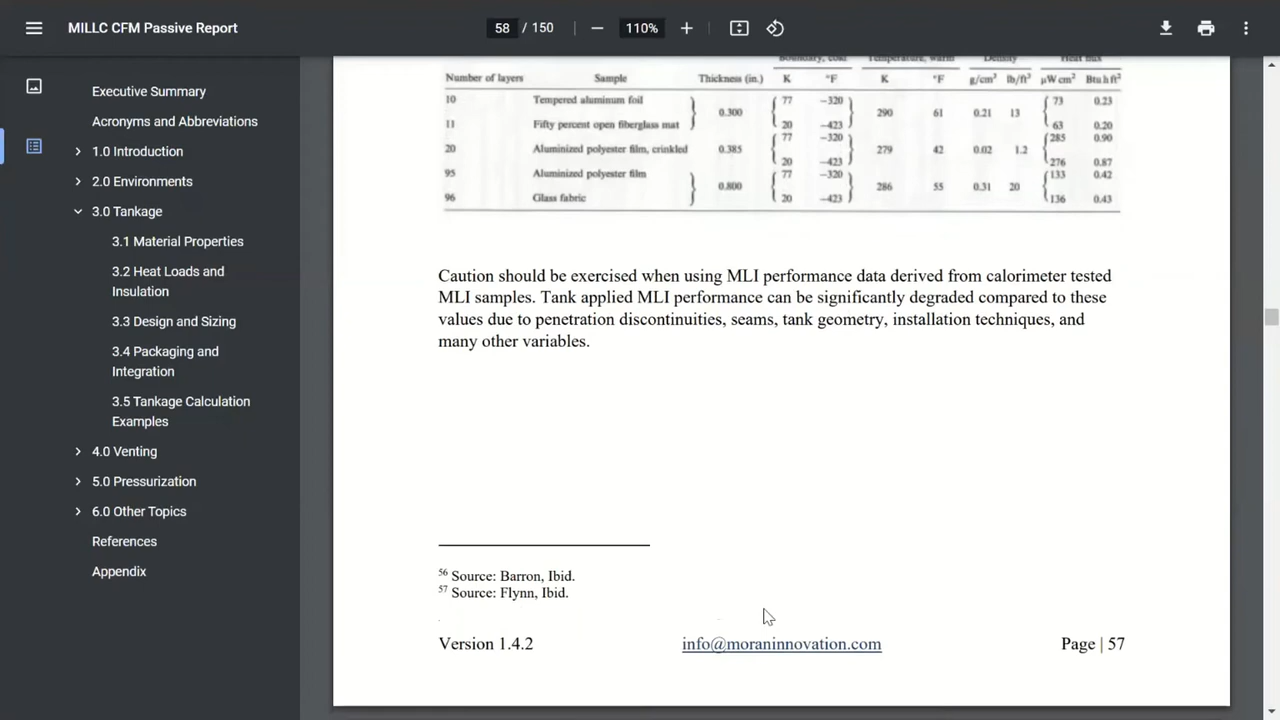 MILLC CFM Passive Report
58 / 150
110%
Executive Summary
Acronyms and Abbreviations
1.0 Introduction
2.0 Environments
3.0 Tankage
3.1 Material Properties
3.2 Heat Loads and
Insulation
3.3 Design and Sizing
3.4 Packaging and
Integration
3.5 Tankage Calculation
Examples
4.0 Venting
5.0 Pressurization
6.0 Other Topics
References
Appendix
Boundary, cold Temperature, warm Density Heat flux
Number of layers Sample Thickness (in.) K °F K °F g/cm³ lb/ft³ µW cm² Btu h ft²
10 Tempered aluminum foil 77 -320 73 0.23
0.300 290 61 0.21 13
11 Fifty percent open fiberglass mat 20 -423 63 0.20
77 -320 285 0.90
20 Aluminized polyester film, crinkled 0.385 279 42 0.02 1.2
20 -423 276 0.87
95 Aluminized polyester film 77 -320 133 0.42
0.800 286 55 0.31 20
96 Glass fabric 20 -423 136 0.43
Caution should be exercised when using MLI performance data derived from calorimeter tested
MLI samples. Tank applied MLI performance can be significantly degraded compared to these
values due to penetration discontinuities, seams, tank geometry, installation techniques, and
many other variables.
56 Source: Barron, Ibid.
57 Source: Flynn, Ibid.
Version 1.4.2 info@moraninnovation.com Page | 57